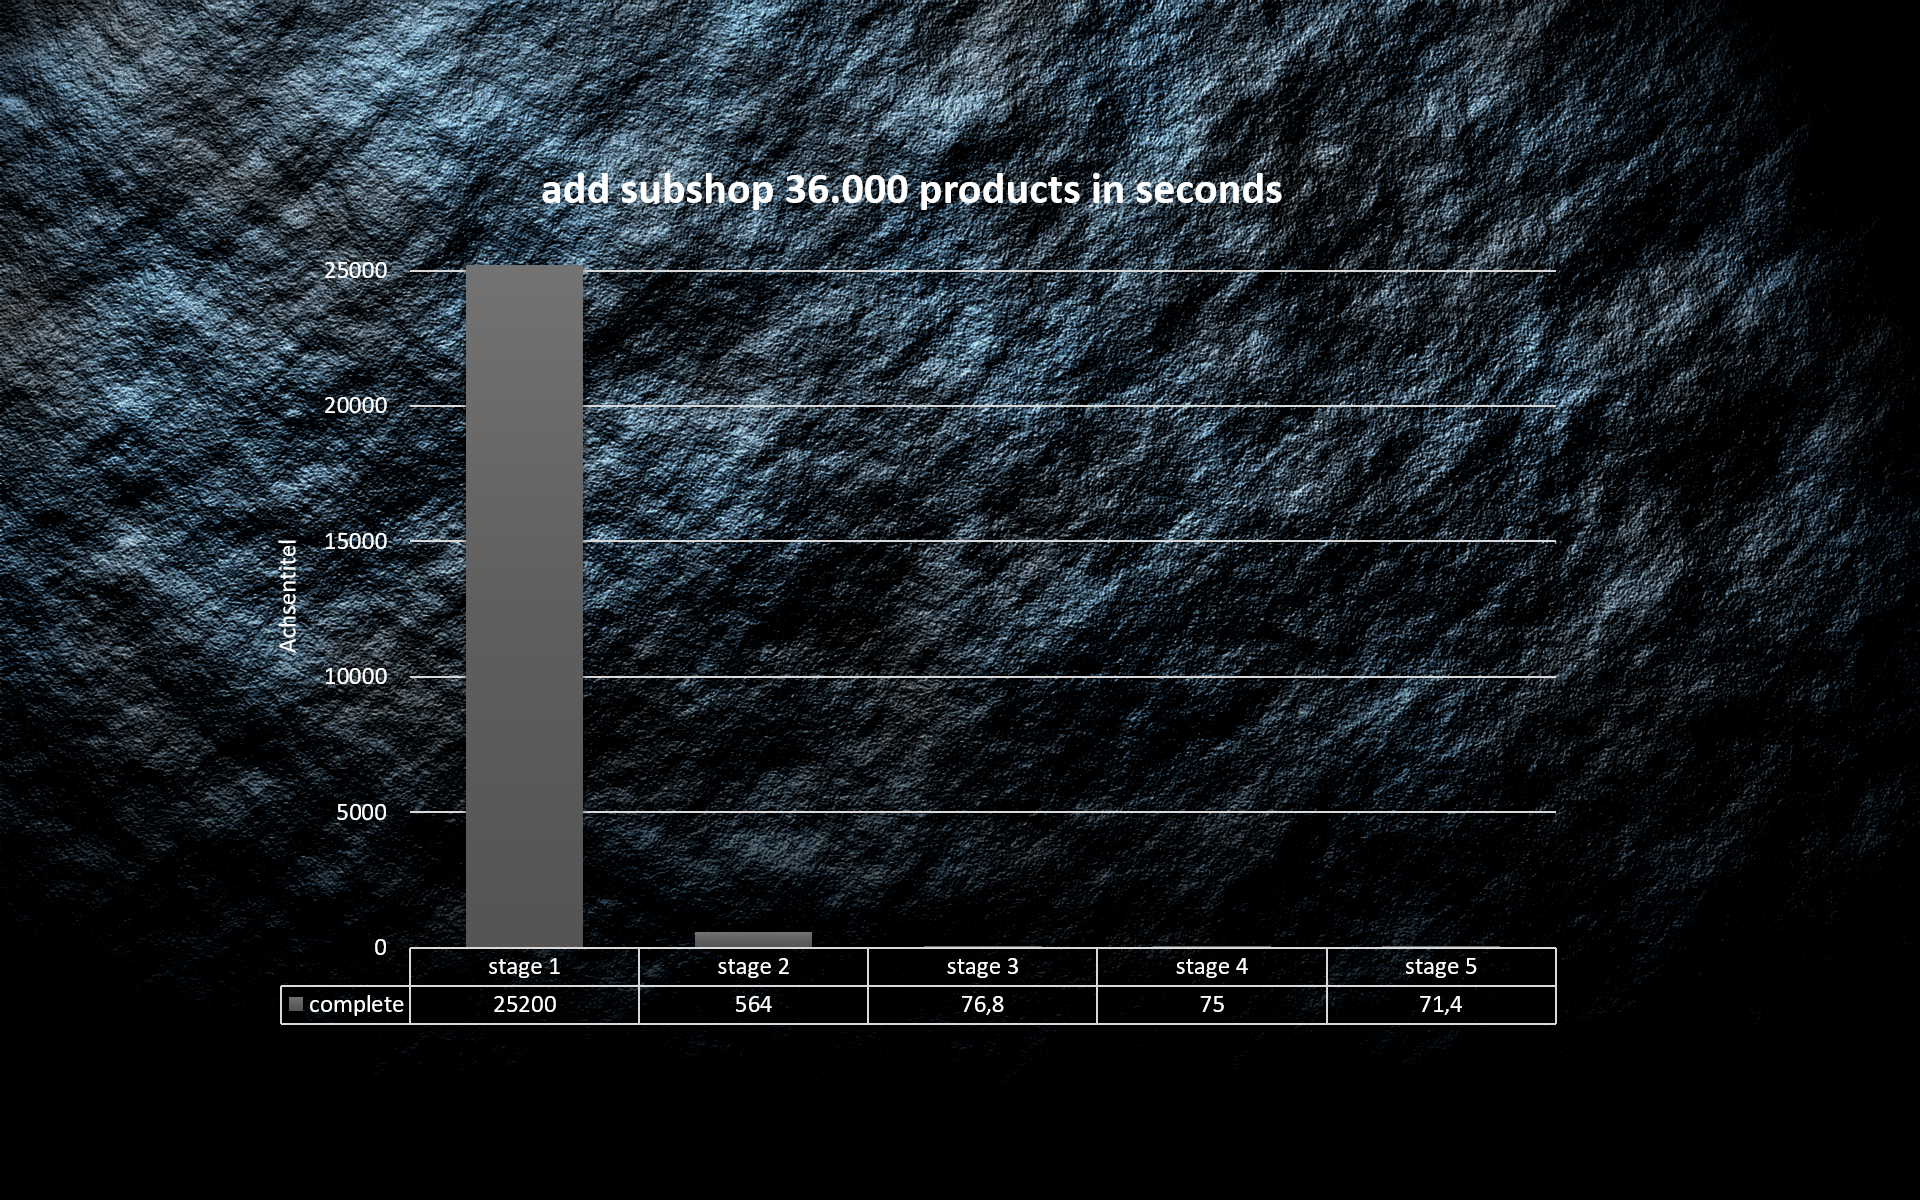 add subshop 36.000 products in seconds
25000
20000
15000
10000
5000
0
Achsentitel
stage 1 stage 2 stage 3 stage 4 stage 5
complete 25200 564 76,8 75 71,4